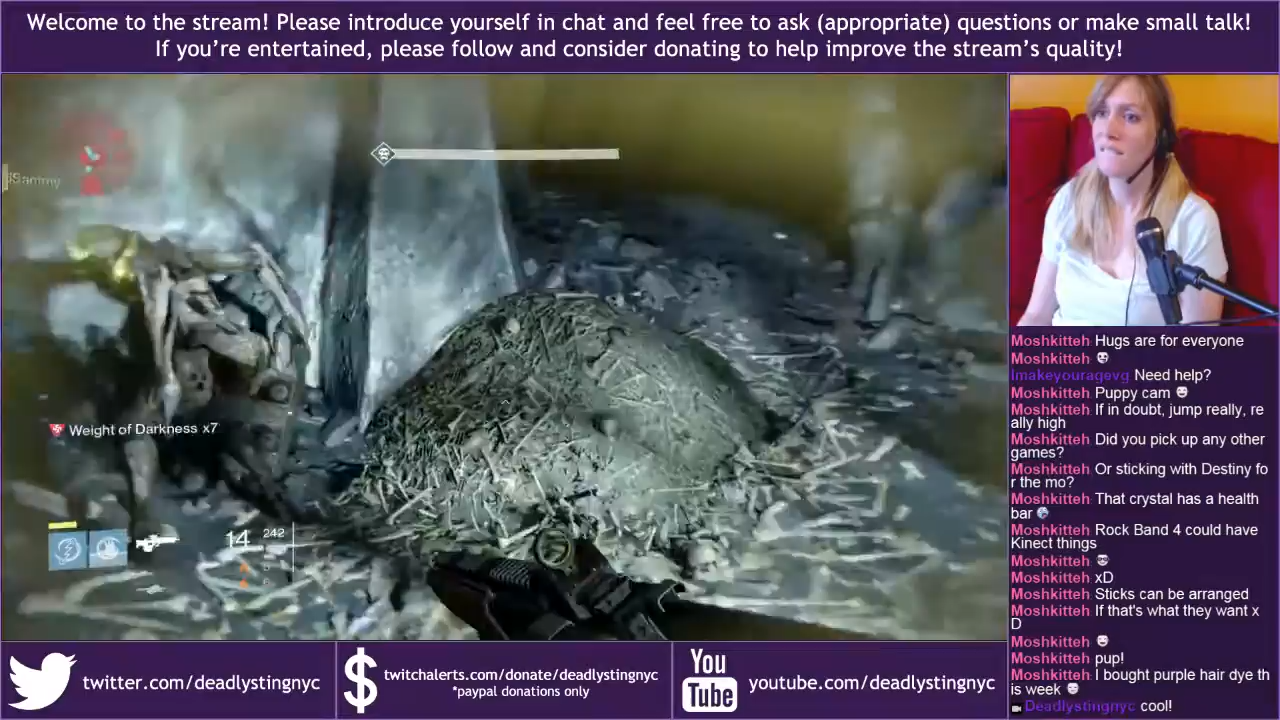 Welcome to the stream! Please introduce yourself in chat and feel free to ask (appropriate) questions or make small talk!
If you're entertained, please follow and consider donating to help improve the stream's quality!
Weight of Darkness x7
14 242
Moshkitteh Hugs are for everyone
Moshkitteh
Imakeyouragevg Need help?
Moshkitteh Puppy cam
Moshkitteh If in doubt, jump really, re
ally high
Moshkitteh Did you pick up any other
games?
Moshkitteh Or sticking with Destiny fo
r the mo?
Moshkitteh That crystal has a health
bar
Moshkitteh Rock Band 4 could have
Kinect things
Moshkitteh
Moshkitteh xD
Moshkitteh Sticks can be arranged
Moshkitteh If that's what they want x
D
Moshkitteh
Moshkitteh pup!
Moshkitteh I bought purple hair dye th
is week
Deadlystingnyc cool!
twitter.com/deadlystingnyc
$ twitchalerts.com/donate/deadlystingnyc
*paypal donations only
You
Tube
youtube.com/deadlystingnyc